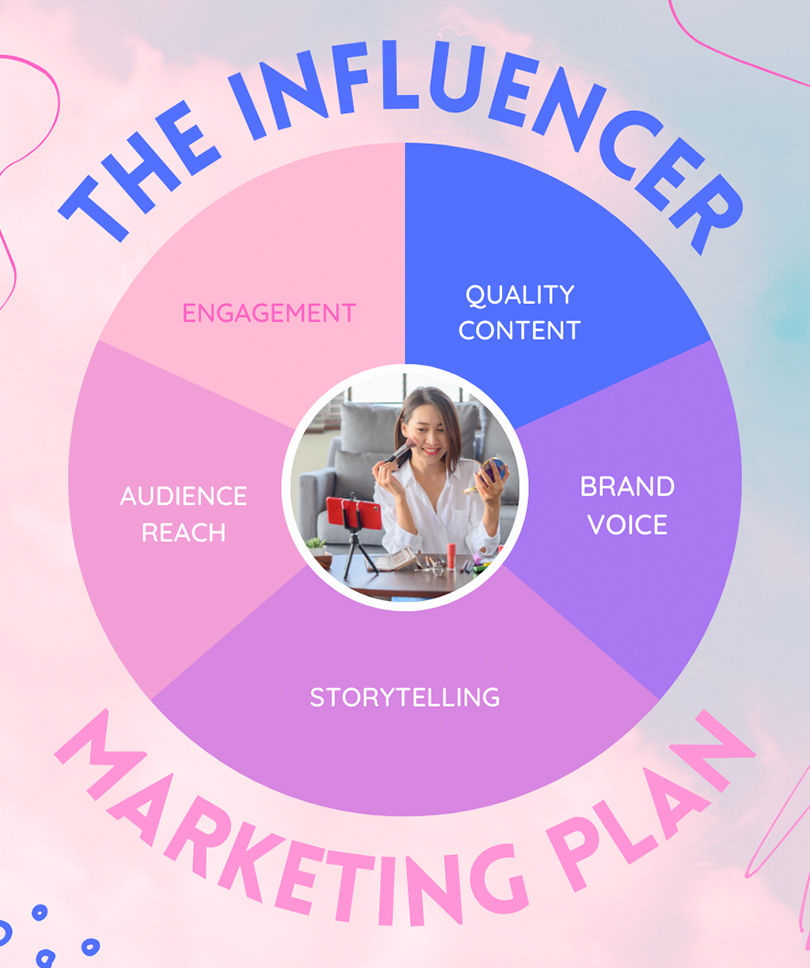 THE INFLUENCER
ENGAGEMENT
QUALITY
CONTENT
AUDIENCE
REACH
BRAND
VOICE
STORYTELLING
MARKETING PLAN